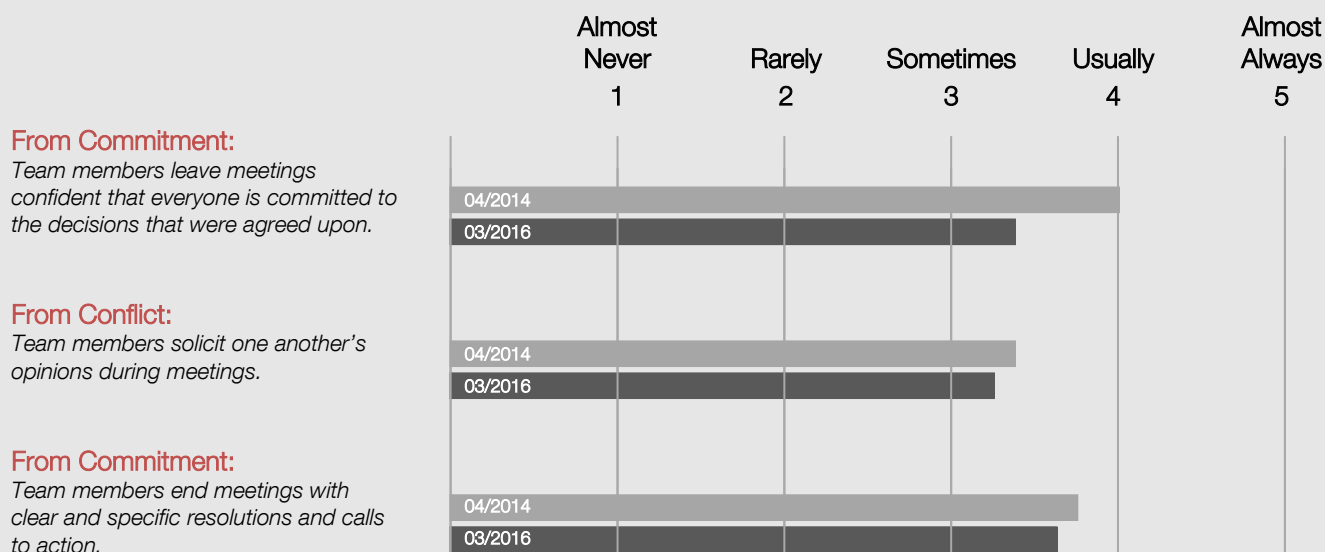 Almost
Never
Rarely
Sometimes
Usually
Almost
Always
1
2
3
4
5
From Commitment:
Team members leave meetings
confident that everyone is committed to
the decisions that were agreed upon.
04/2014
03/2016
From Conflict:
Team members solicit one another’s
opinions during meetings.
04/2014
03/2016
From Commitment:
Team members end meetings with
clear and specific resolutions and calls
to action.
04/2014
03/2016